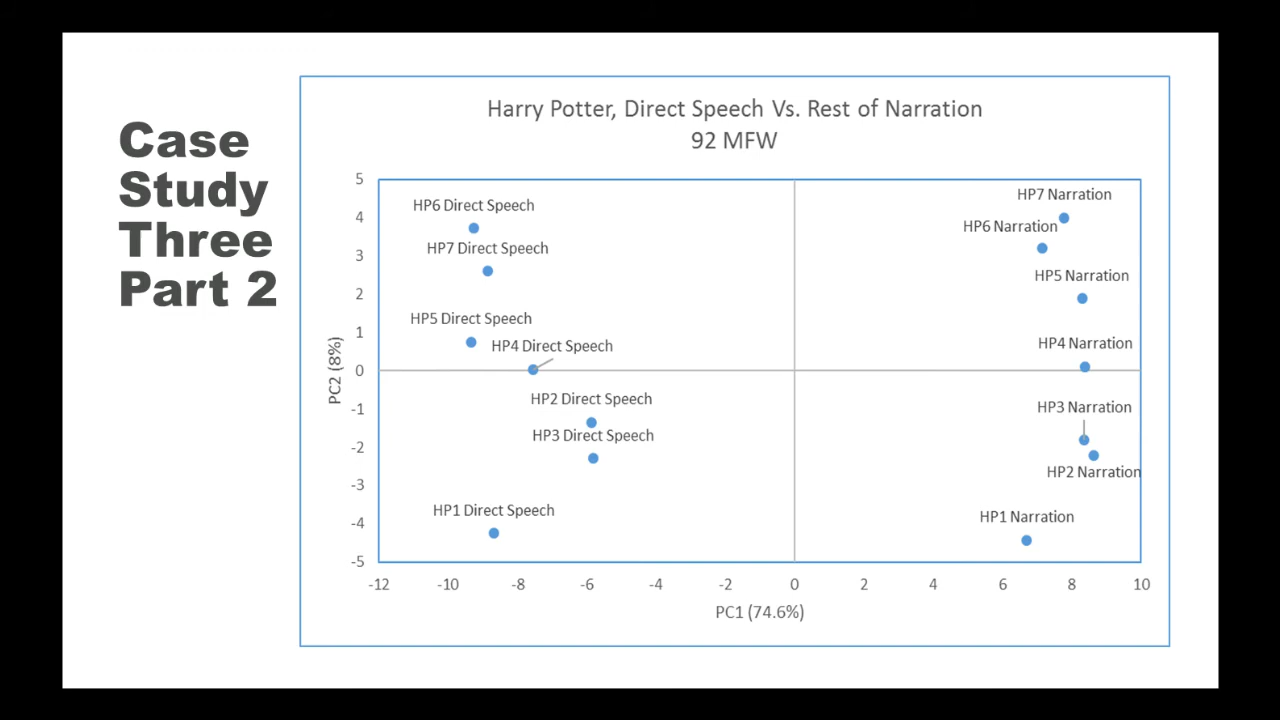 Case
Study
Three
Part 2
Harry Potter, Direct Speech Vs. Rest of Narration
92 MFW
5
4
3
2
1
0
-1
-2
-3
-4
-5
PC2 (8%)
HP6 Direct Speech
HP7 Direct Speech
HP5 Direct Speech
HP4 Direct Speech
HP2 Direct Speech
HP3 Direct Speech
HP1 Direct Speech
HP7 Narration
HP6 Narration
HP5 Narration
HP4 Narration
HP3 Narration
HP2 Narration
HP1 Narration
-12 -10 -8 -6 -4 -2 0 2 4 6 8 10
PC1 (74.6%)